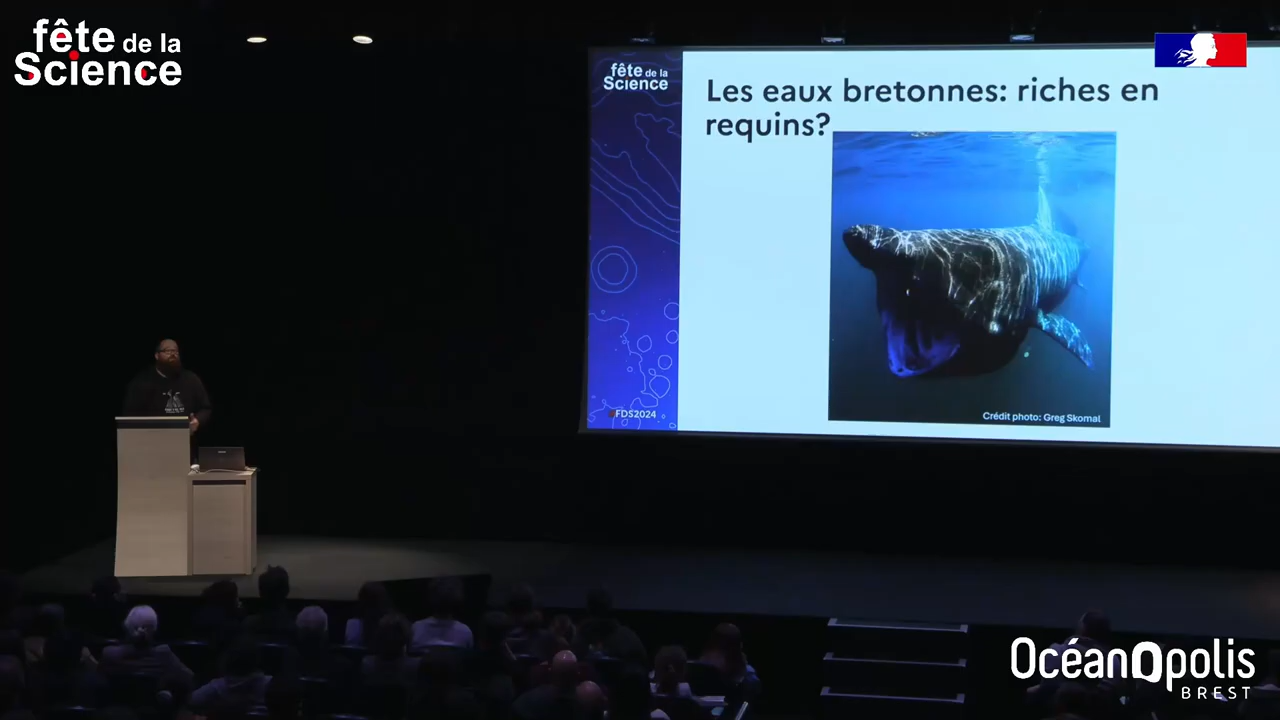 fête de la
Science
fête de la
Science
Les eaux bretonnes: riches en
requins?
Crédit photo: Greg Skomal
#FDS2024
OcéanOpolis
BREST